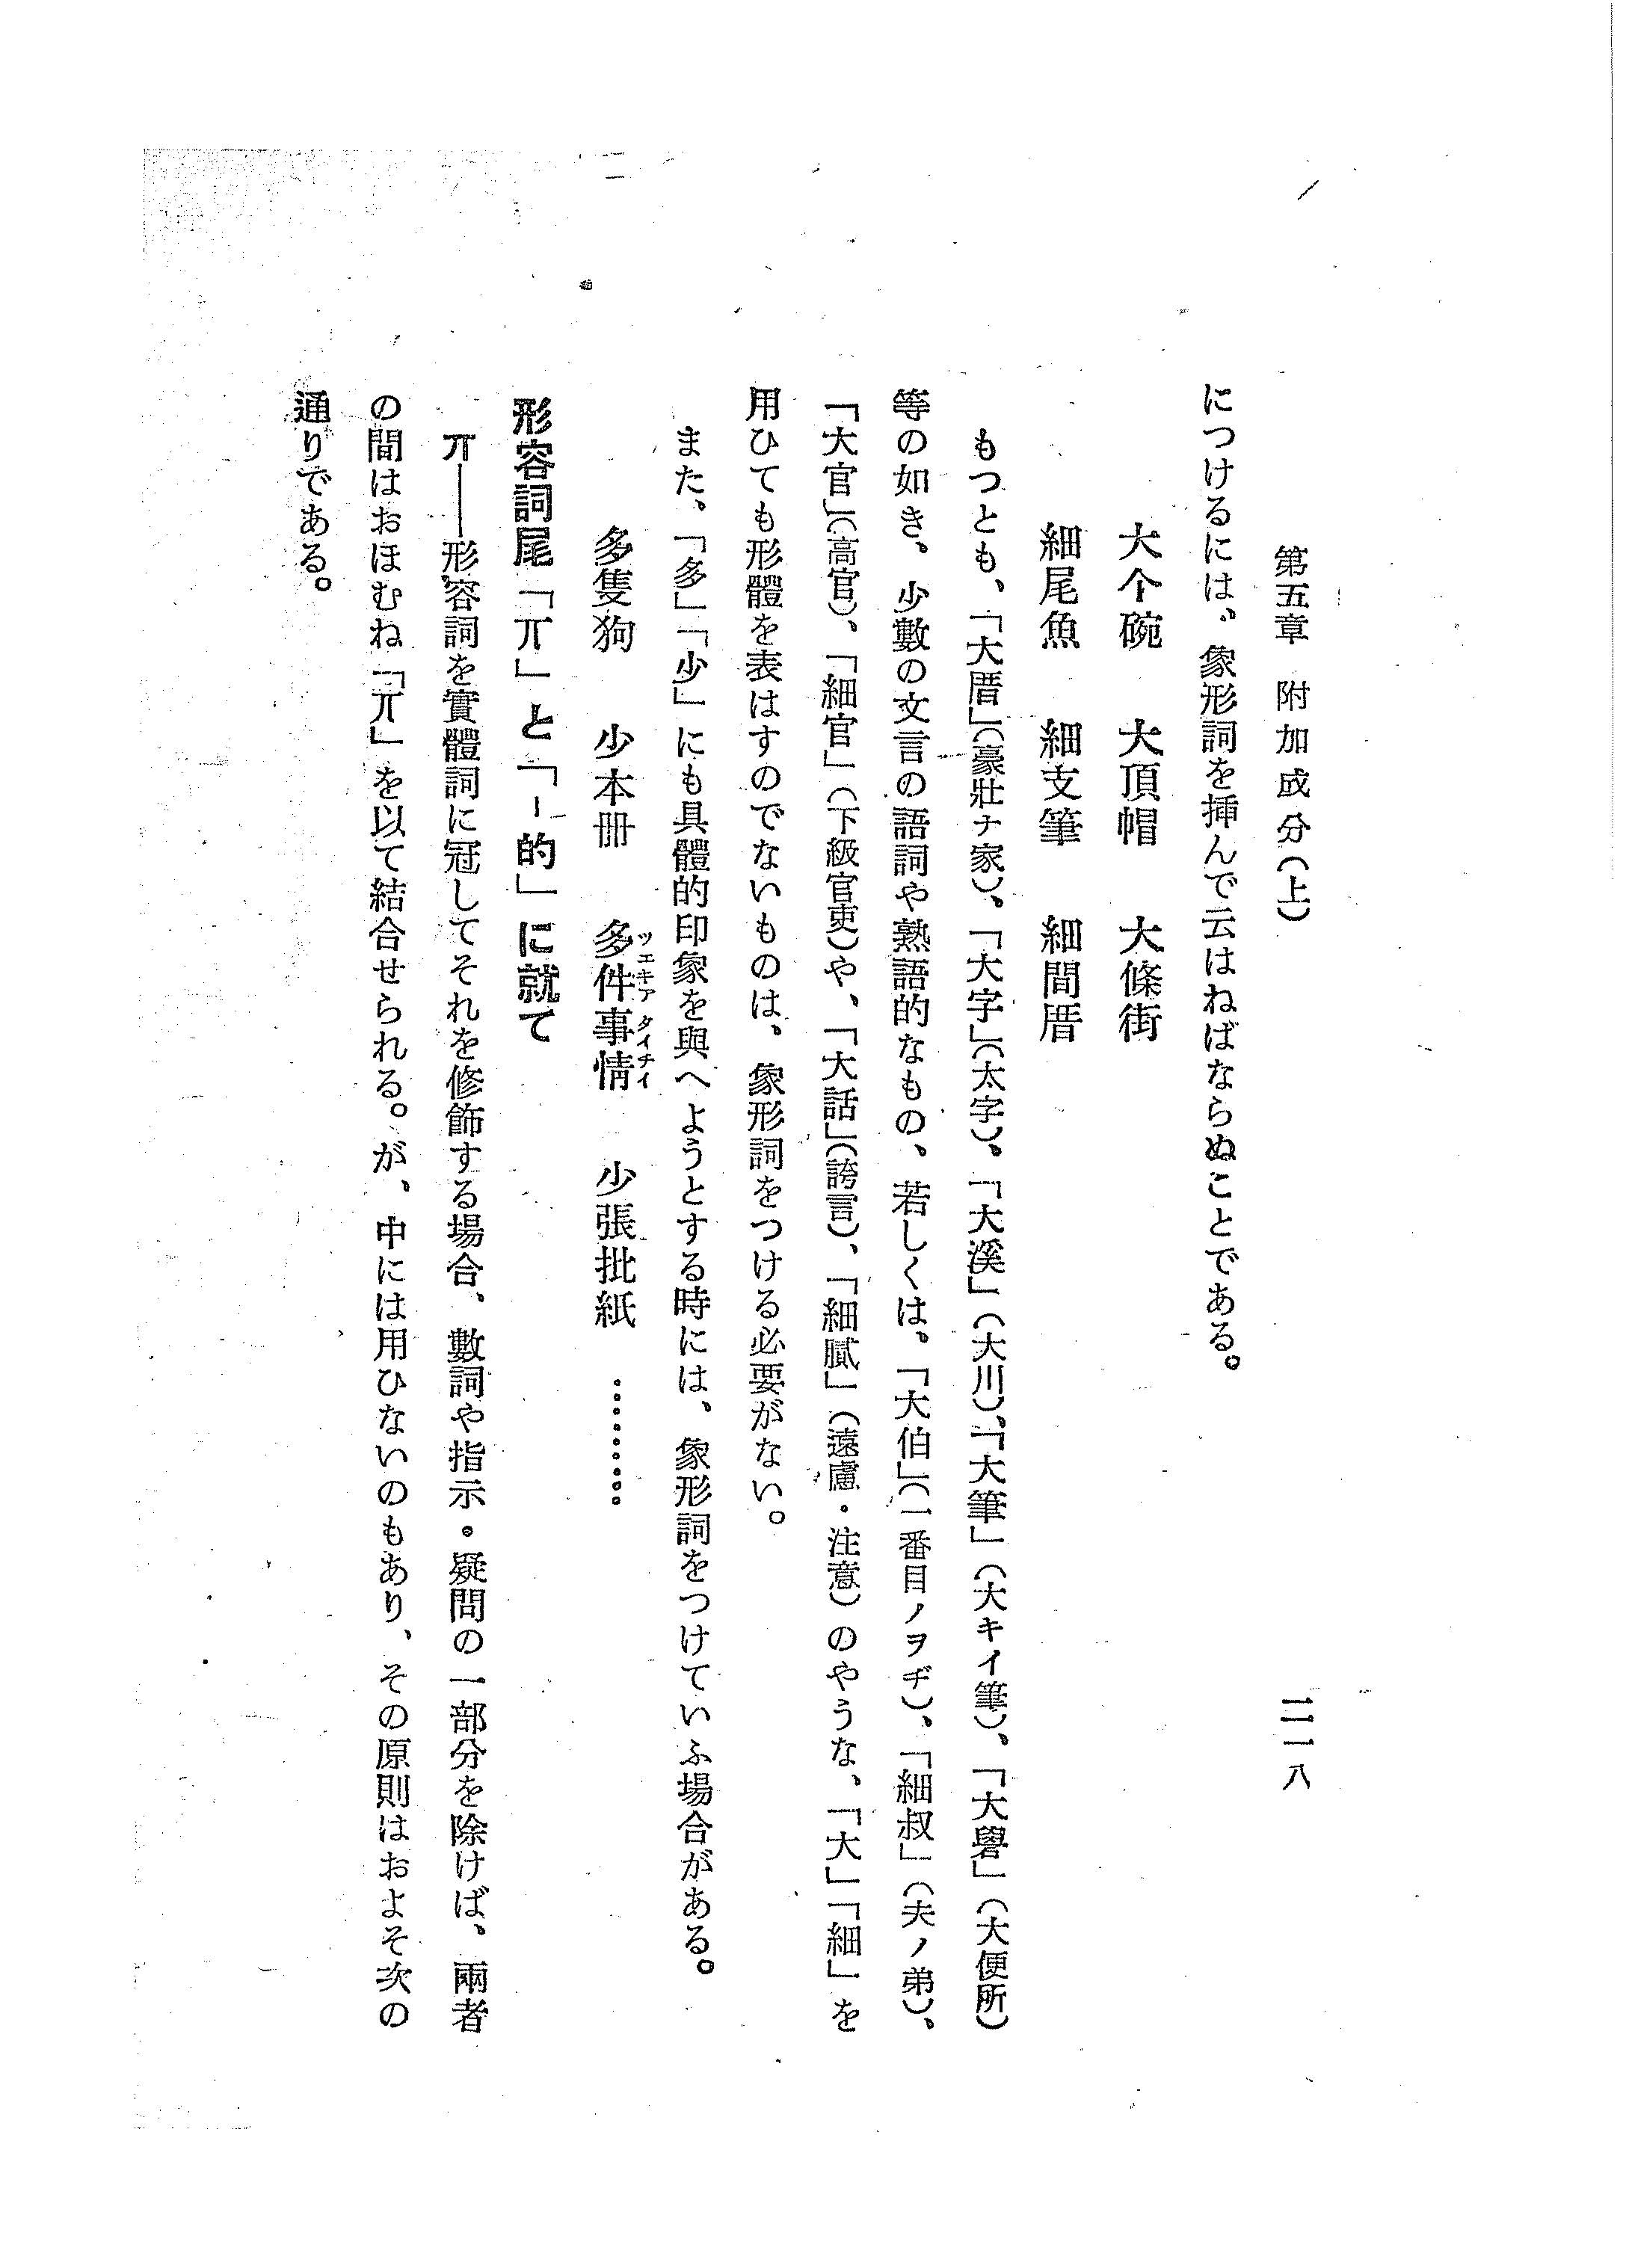 第五章　附加成分(上)
二一八
につけるには、象形詞を挿んで云はねばならぬことである。
大个碗　大頂帽　大條街
細尾魚　細支筆　細間厝
もつとも、「大厝」(豪壯ナ家)、「大字」(太字)、「大溪」(大川)、「大筆」(大キイ筆)、「大礐」(大便所)
等の如き、少數の文言の語詞や熟語的なもの、若しくは、「大伯」(一番目ノヲヂ)、「細叔」(夫ノ弟)、
「大官」(高官)、「細官」(下級官吏)や、「大話」(誇言)、「細膩」(遠慮・注意)のやうな、「大」「細」を
用ひても形體を表はすのでないものは、象形詞をつける必要がない。
また、「多」「少」にも具體的印象を與へようとする時には、象形詞をつけていふ場合がある。
多隻狗　少本冊　多件事情　少張批紙　………
ツェキアタイチイ
形容詞尾「丌」と「-的」に就て
丌――形容詞を實體詞に冠してそれを修飾する場合、數詞や指示・疑問の一部分を除けば、兩者
の間はおほむね「丌」を以て結合せられる。が、中には用ひないのもあり、その原則はおよそ次の
通りである。